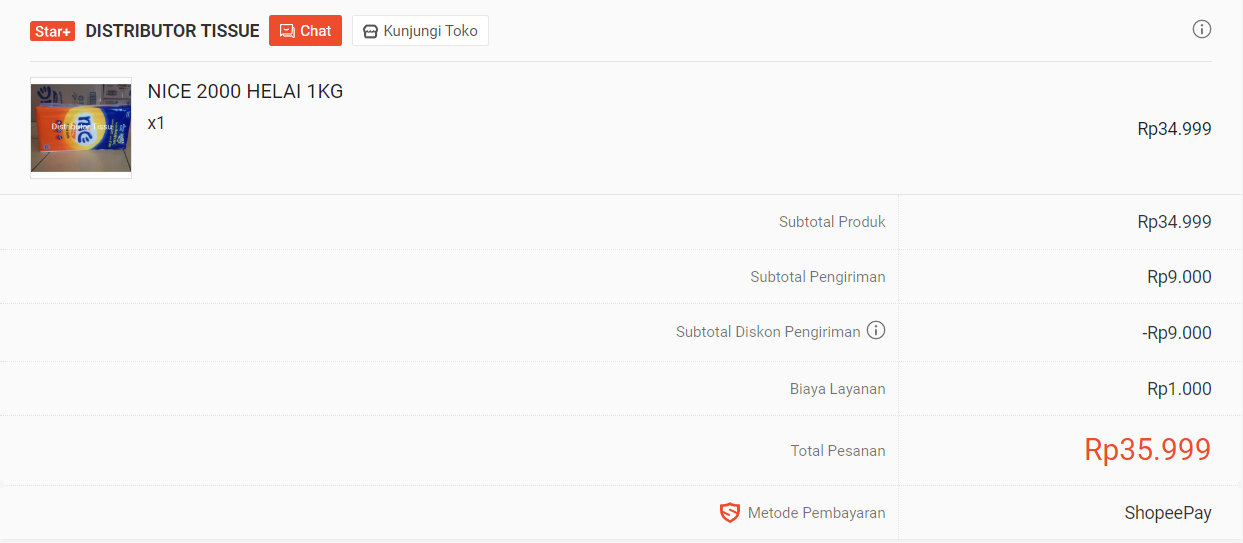 Star+ DISTRIBUTOR TISSUE Chat Kunjungi Toko
NICE 2000 HELAI 1KG
nice
Distributor Tissu
x1
Rp34.999
Subtotal Produk Rp34.999
Subtotal Pengiriman Rp9.000
Subtotal Diskon Pengiriman -Rp9.000
Biaya Layanan Rp1.000
Total Pesanan Rp35.999
Metode Pembayaran ShopeePay